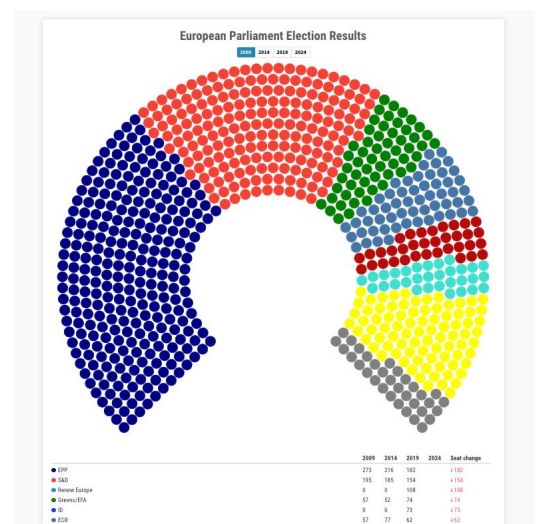 European Parliament Election Results
2009 2014 2019 2024
2009 2014 2019 2024 Seat change
EPP 273 216 182 ↓182
S&D 195 185 154 ↓154
Renew Europe 0 0 108 ↓108
Greens/EFA 57 52 74 ↓74
ID 0 0 73 ↓73
ECR 57 77 62 ↓62